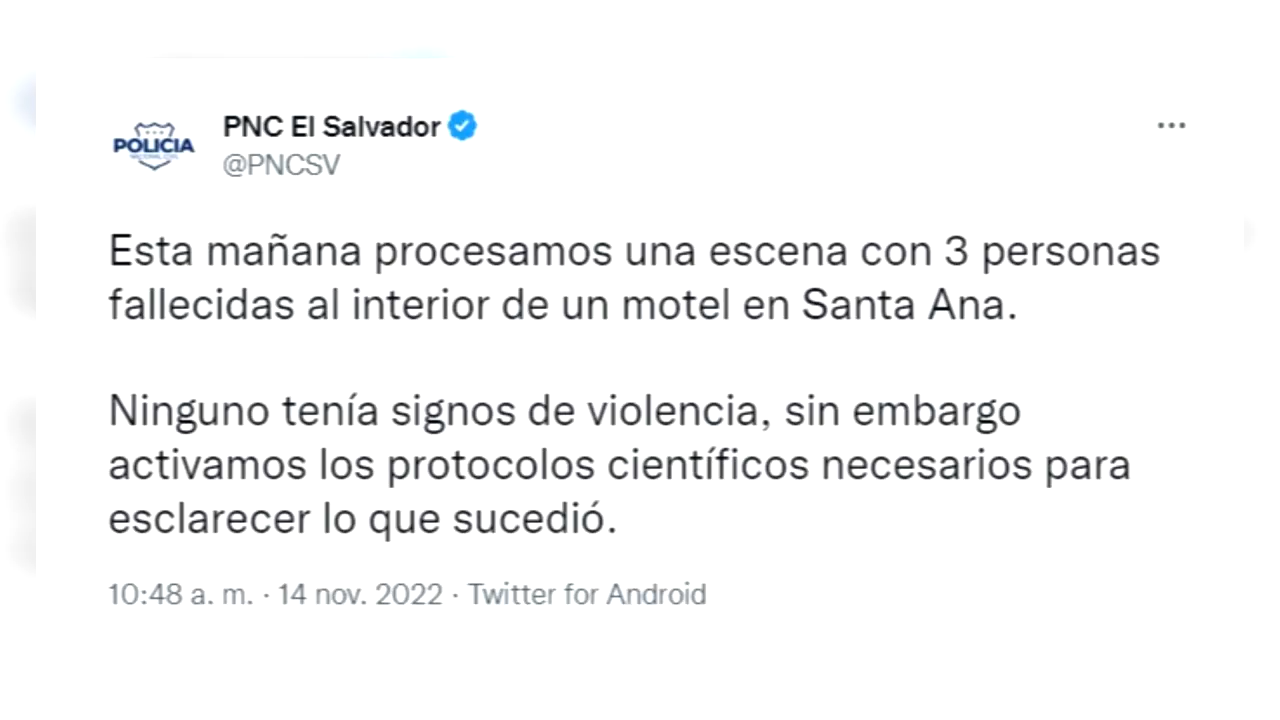 PNC El Salvador
@PNCSV
POLICIA
Esta mañana procesamos una escena con 3 personas
fallecidas al interior de un motel en Santa Ana.
Ninguno tenía signos de violencia, sin embargo
activamos los protocolos científicos necesarios para
esclarecer lo que sucedió.
10:48 a. m. · 14 nov. 2022 · Twitter for Android